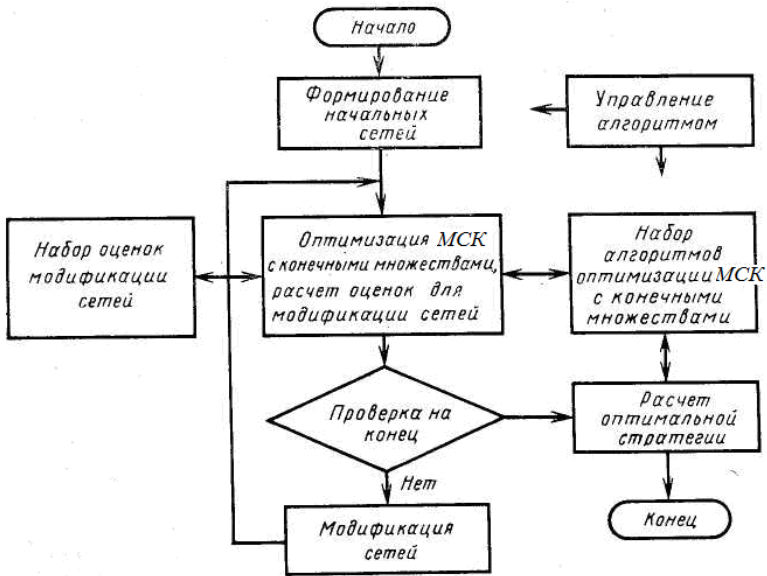 Начало
Формирование
начальных
сетей
Управление
алгоритмом
Набор оценок
модификации
сетей
Оптимизация МСК
с конечными множествами,
расчет оценок для
модификации сетей
Набор
алгоритмов
оптимизации МСК
с конечными
множествами
Проверка на
конец
Расчет
оптимальной
стратегии
Нет
Модификация
сетей
Конец